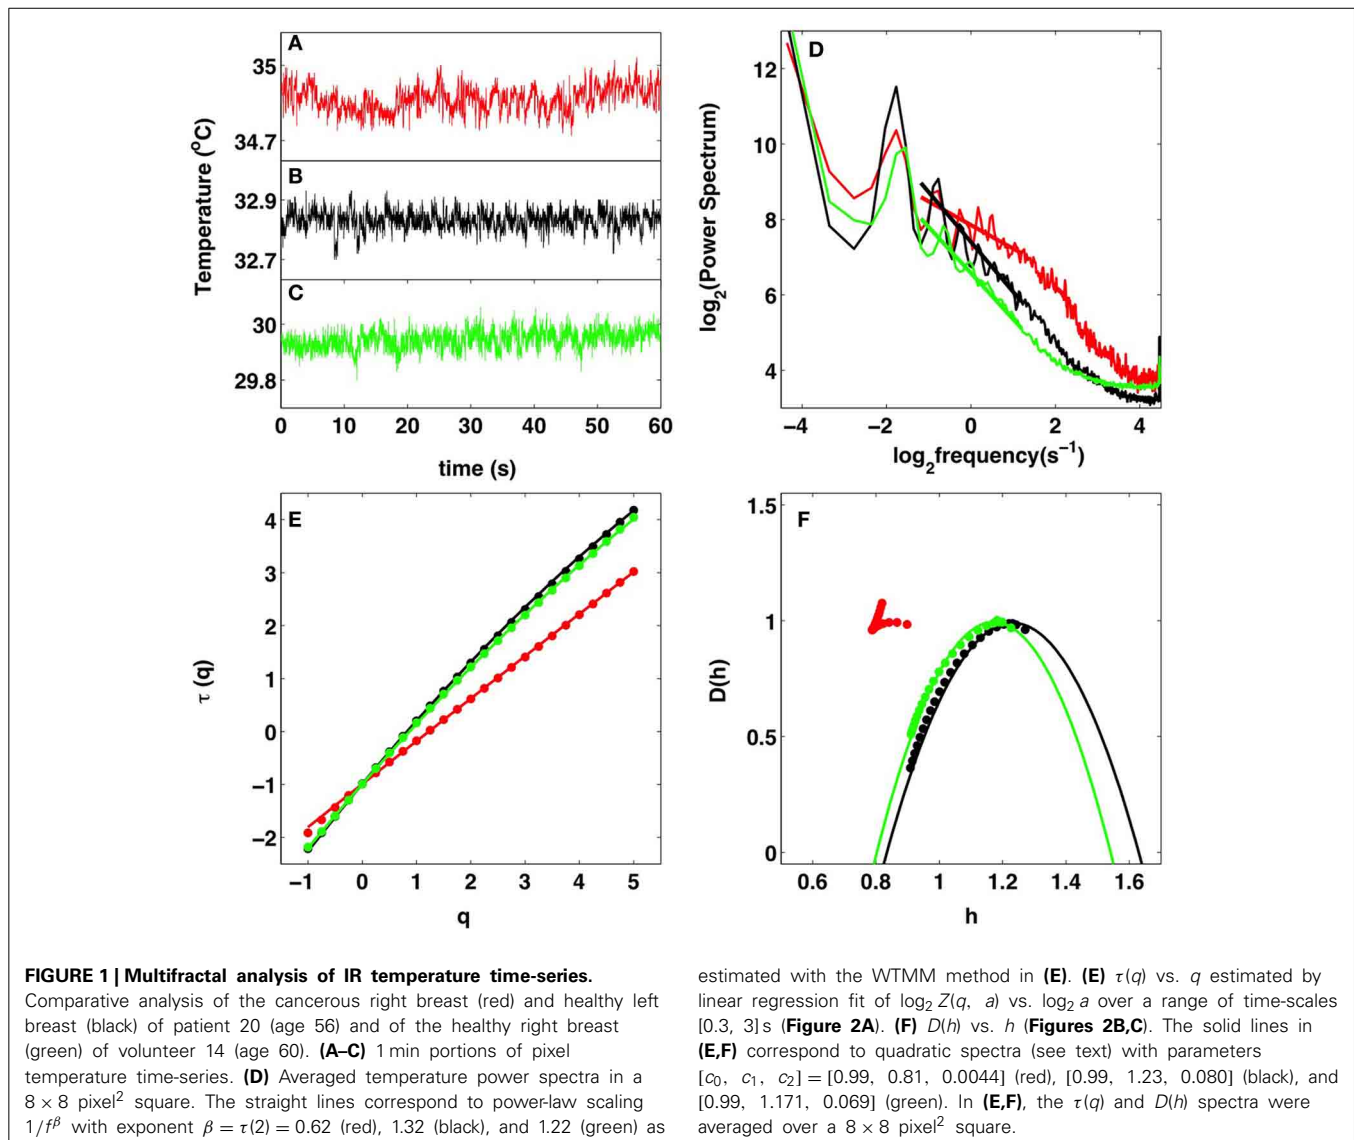 A
35
34.7
B
32.9
32.7
C
30
29.8
Temperature (°C)
0 10 20 30 40 50 60
time (s)
D
12
10
8
6
4
log₂(Power Spectrum)
−4 −2 0 2 4
log₂frequency(s⁻¹)
E
4
3
2
1
0
−1
−2
τ (q)
−1 0 1 2 3 4 5
q
F
1.5
1
0.5
0
D(h)
0.6 0.8 1 1.2 1.4 1.6
h
FIGURE 1 | Multifractal analysis of IR temperature time-series.
Comparative analysis of the cancerous right breast (red) and healthy left
breast (black) of patient 20 (age 56) and of the healthy right breast
(green) of volunteer 14 (age 60). (A–C) 1 min portions of pixel
temperature time-series. (D) Averaged temperature power spectra in a
8 × 8 pixel² square. The straight lines correspond to power-law scaling
1/f^β with exponent β = τ(2) = 0.62 (red), 1.32 (black), and 1.22 (green) as
estimated with the WTMM method in (E). (E) τ(q) vs. q estimated by
linear regression fit of log₂ Z(q, a) vs. log₂ a over a range of time-scales
[0.3, 3] s (Figure 2A). (F) D(h) vs. h (Figures 2B,C). The solid lines in
(E,F) correspond to quadratic spectra (see text) with parameters
[c₀, c₁, c₂] = [0.99, 0.81, 0.0044] (red), [0.99, 1.23, 0.080] (black), and
[0.99, 1.171, 0.069] (green). In (E,F), the τ(q) and D(h) spectra were
averaged over a 8 × 8 pixel² square.